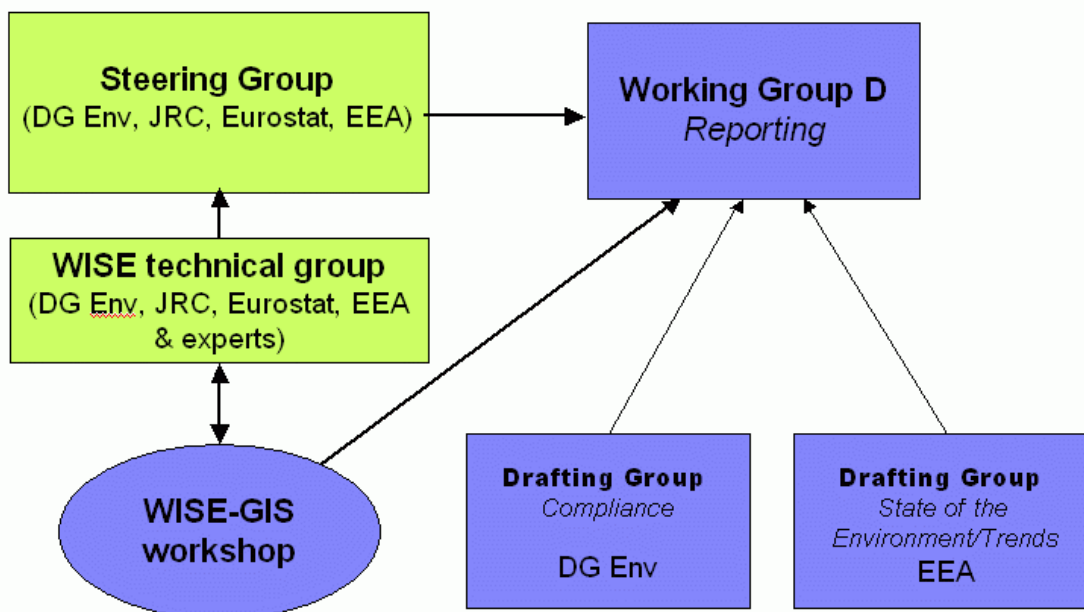 Steering Group
(DG Env, JRC, Eurostat, EEA)
Working Group D
Reporting
WISE technical group
(DG Env, JRC, Eurostat, EEA
& experts)
WISE-GIS
workshop
Drafting Group
Compliance
DG Env
Drafting Group
State of the
Environment/Trends
EEA